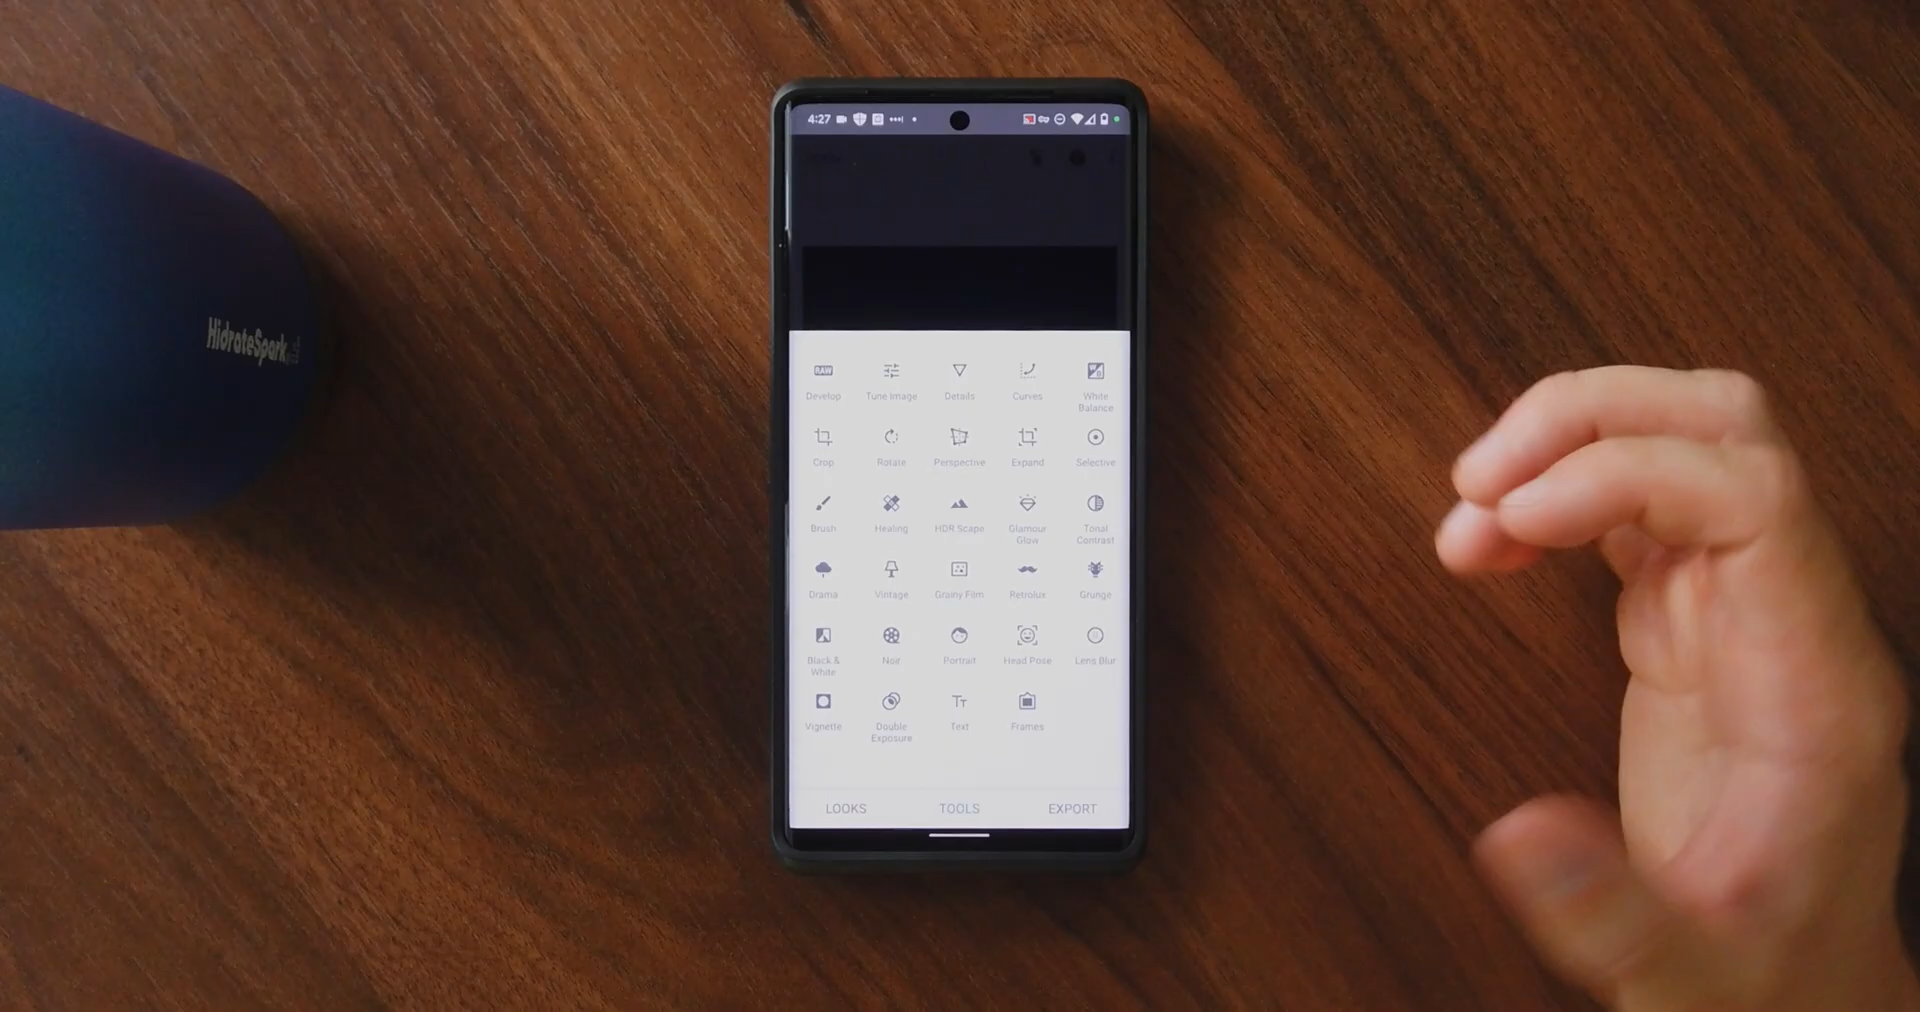 HidrateSpark
4:27
RAW
Develop
Tune Image
Details
Curves
White
Balance
Crop
Rotate
Perspective
Expand
Selective
Brush
Healing
HDR Scape
Glamour
Glow
Tonal
Contrast
Drama
Vintage
Grainy Film
Retrolux
Grunge
Black &
White
Noir
Portrait
Head Pose
Lens Blur
Vignette
Double
Exposure
Text
Frames
LOOKS
TOOLS
EXPORT